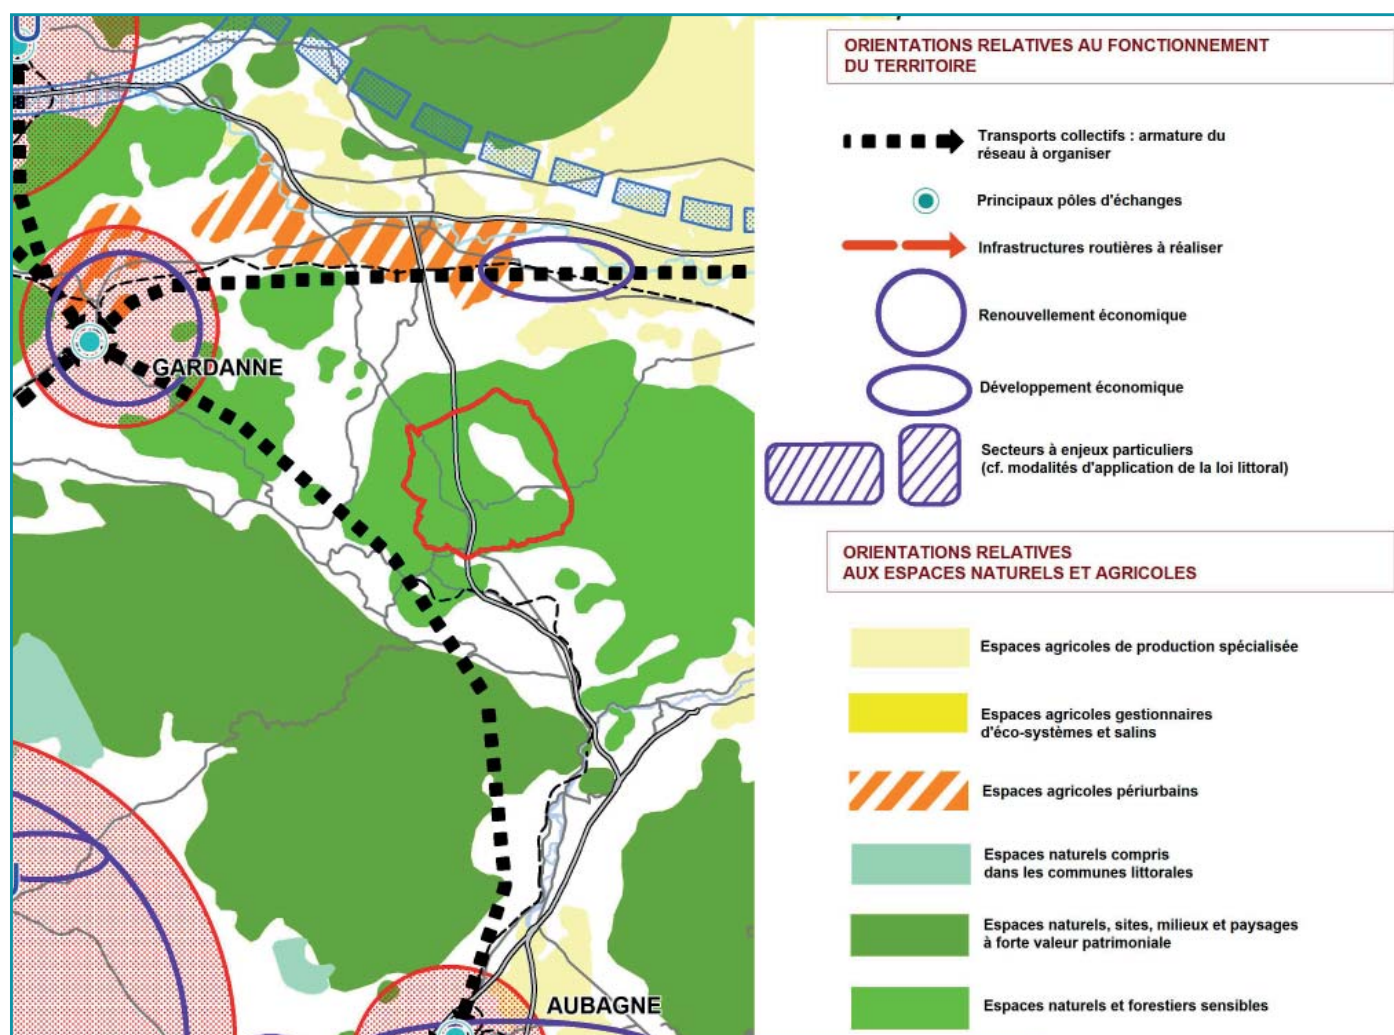 GARDANNE
AUBAGNE
ORIENTATIONS RELATIVES AU FONCTIONNEMENT
DU TERRITOIRE
Transports collectifs : armature du
réseau à organiser
Principaux pôles d'échanges
Infrastructures routières à réaliser
Renouvellement économique
Développement économique
Secteurs à enjeux particuliers
(cf. modalités d'application de la loi littoral)
ORIENTATIONS RELATIVES
AUX ESPACES NATURELS ET AGRICOLES
Espaces agricoles de production spécialisée
Espaces agricoles gestionnaires
d'éco-systèmes et salins
Espaces agricoles périurbains
Espaces naturels compris
dans les communes littorales
Espaces naturels, sites, milieux et paysages
à forte valeur patrimoniale
Espaces naturels et forestiers sensibles